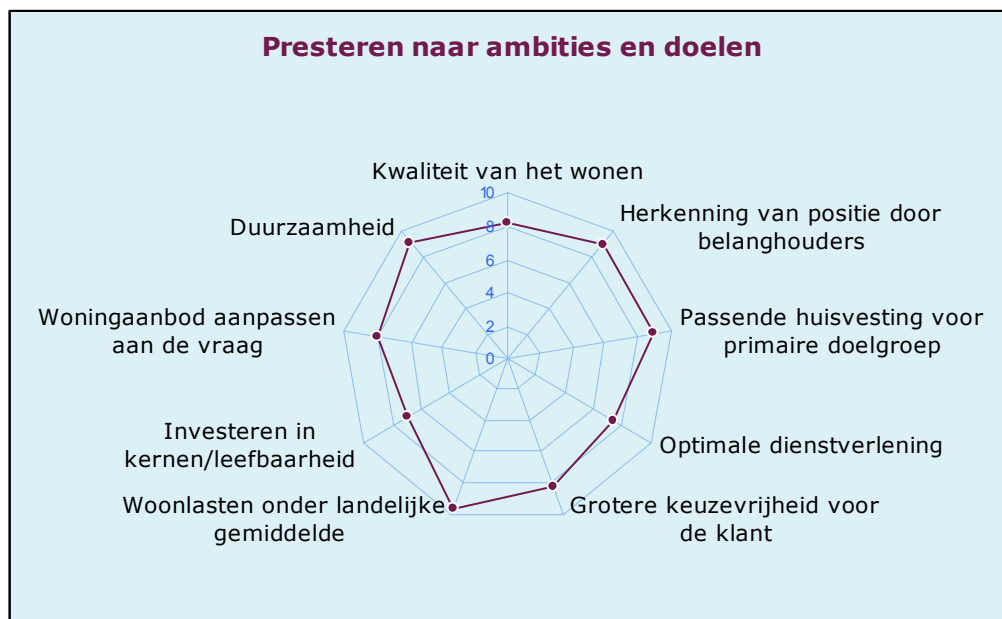 Presteren naar ambities en doelen
Kwaliteit van het wonen
Herkenning van positie door
belanghouders
Passende huisvesting voor
primaire doelgroep
Optimale dienstverlening
Grotere keuzevrijheid voor
de klant
Woonlasten onder landelijke
gemiddelde
Investeren in
kernen/leefbaarheid
Woningaanbod aanpassen
aan de vraag
Duurzaamheid
10
8
6
4
2
0